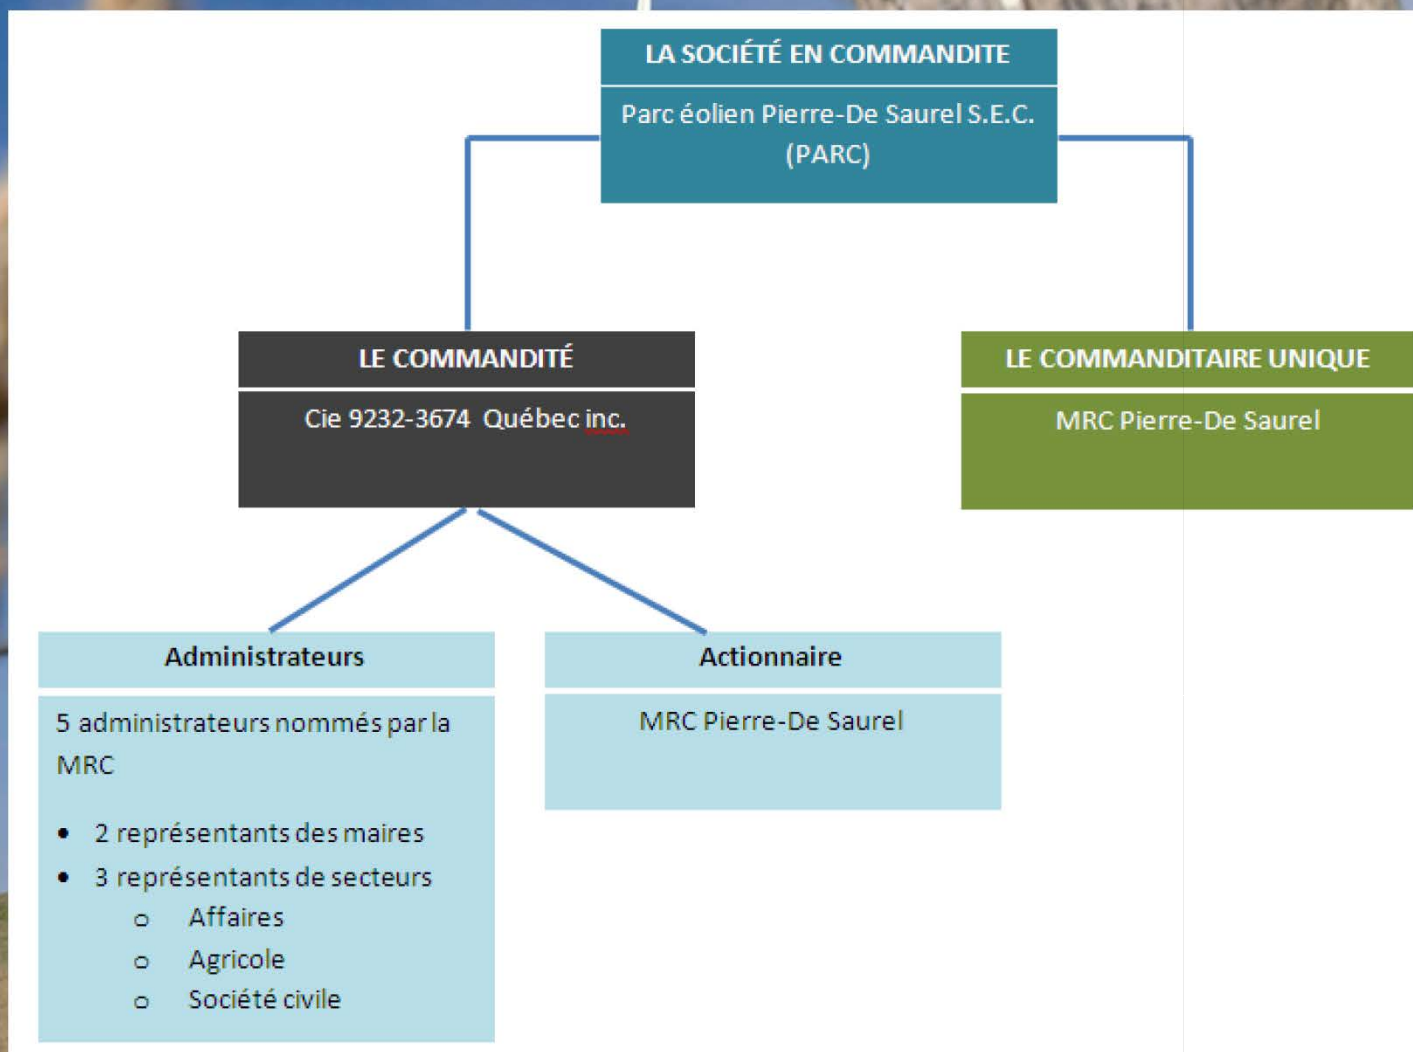 LA SOCIÉTÉ EN COMMANDITE
Parc éolien Pierre-De Saurel S.E.C.
(PARC)
LE COMMANDITÉ
Cie 9232-3674 Québec inc.
LE COMMANDITAIRE UNIQUE
MRC Pierre-De Saurel
Administrateurs
5 administrateurs nommés par la
MRC
• 2 représentants des maires
• 3 représentants de secteurs
o Affaires
o Agricole
o Société civile
Actionnaire
MRC Pierre-De Saurel